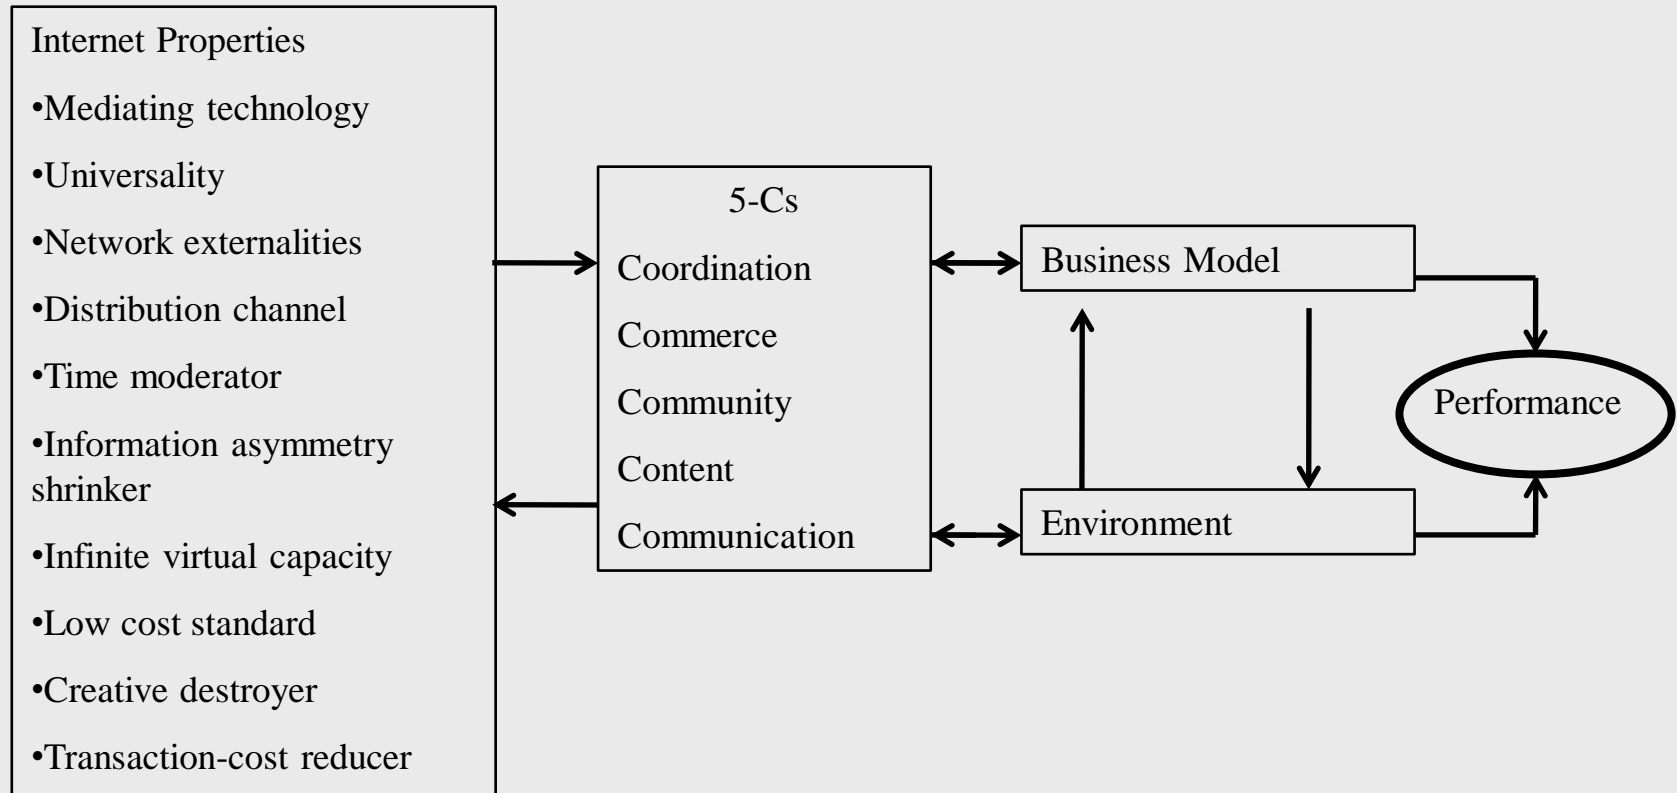 Internet Properties
•Mediating technology
•Universality
•Network externalities
•Distribution channel
•Time moderator
•Information asymmetry
shrinker
•Infinite virtual capacity
•Low cost standard
•Creative destroyer
•Transaction-cost reducer
5-Cs
Coordination
Commerce
Community
Content
Communication
Business Model
Environment
Performance